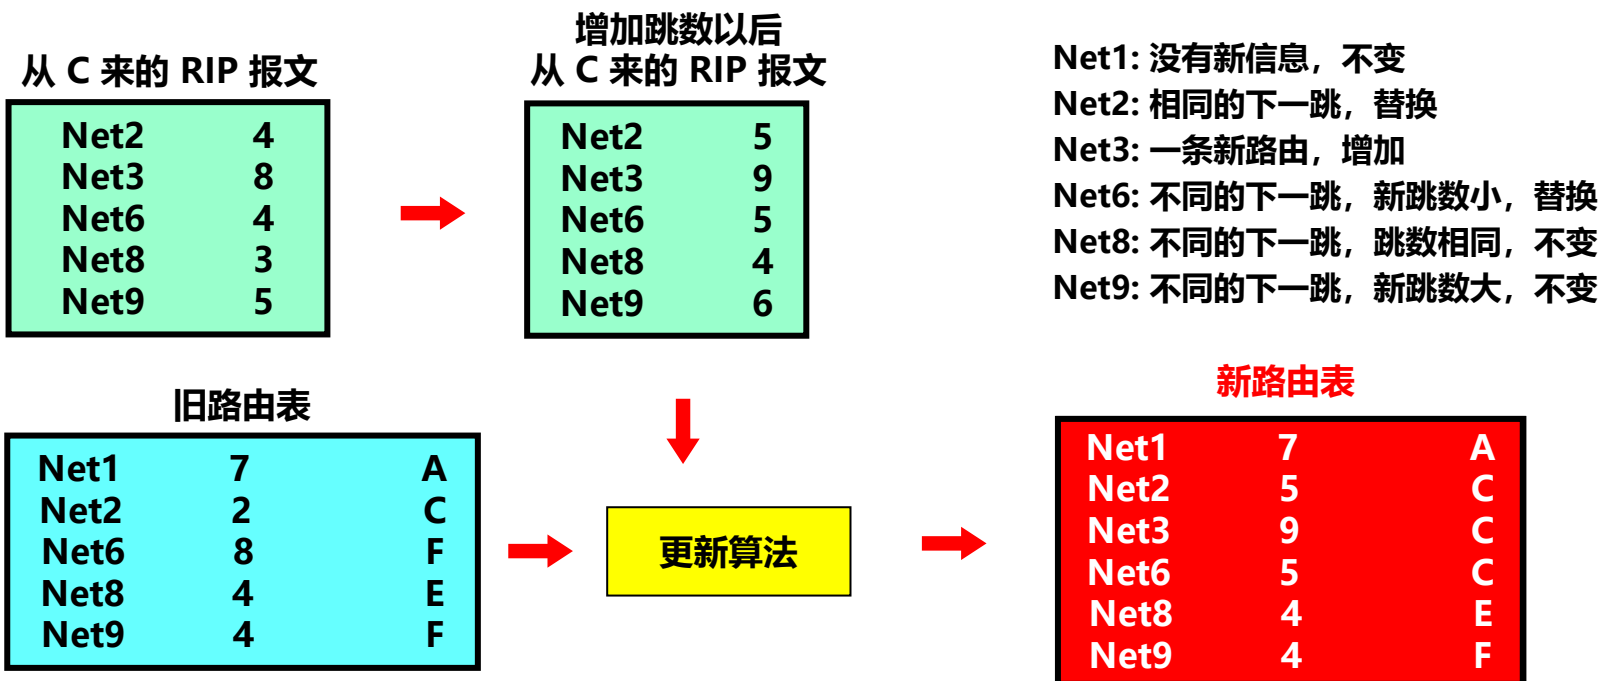 从 C 来的 RIP 报文
Net2 4
Net3 8
Net6 4
Net8 3
Net9 5
增加跳数以后
从 C 来的 RIP 报文
Net2 5
Net3 9
Net6 5
Net8 4
Net9 6
Net1: 没有新信息，不变
Net2: 相同的下一跳，替换
Net3: 一条新路由，增加
Net6: 不同的下一跳，新跳数小，替换
Net8: 不同的下一跳，跳数相同，不变
Net9: 不同的下一跳，新跳数大，不变
旧路由表
Net1 7 A
Net2 2 C
Net6 8 F
Net8 4 E
Net9 4 F
更新算法
新路由表
Net1 7 A
Net2 5 C
Net3 9 C
Net6 5 C
Net8 4 E
Net9 4 F